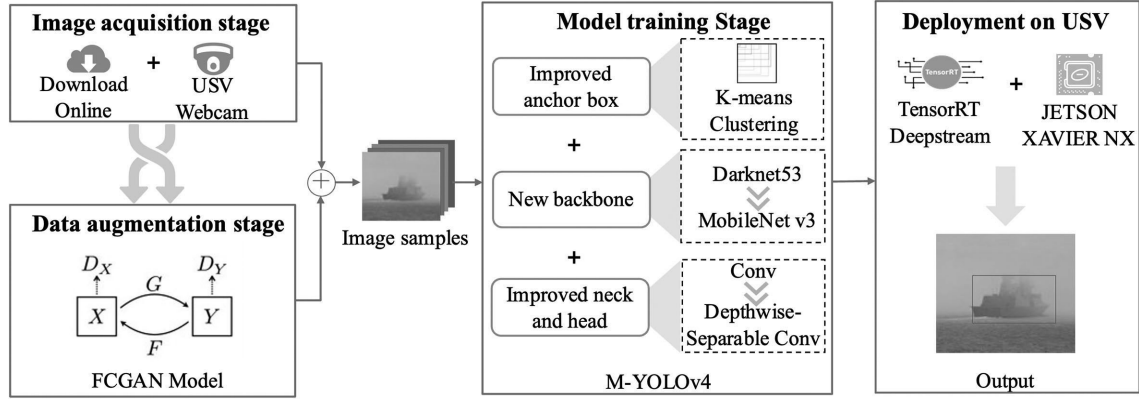 Image acquisition stage
Download
Online
+
USV
Webcam
Data augmentation stage
D_X
D_Y
G
X
Y
F
FCGAN Model
+
Image samples
Model training Stage
Improved
anchor box
K-means
Clustering
+
New backbone
Darknet53
MobileNet v3
+
Improved neck
and head
Conv
Depthwise-
Separable Conv
M-YOLOv4
Deployment on USV
TensorRT
TensorRT
Deepstream
+
JETSON
XAVIER NX
Output